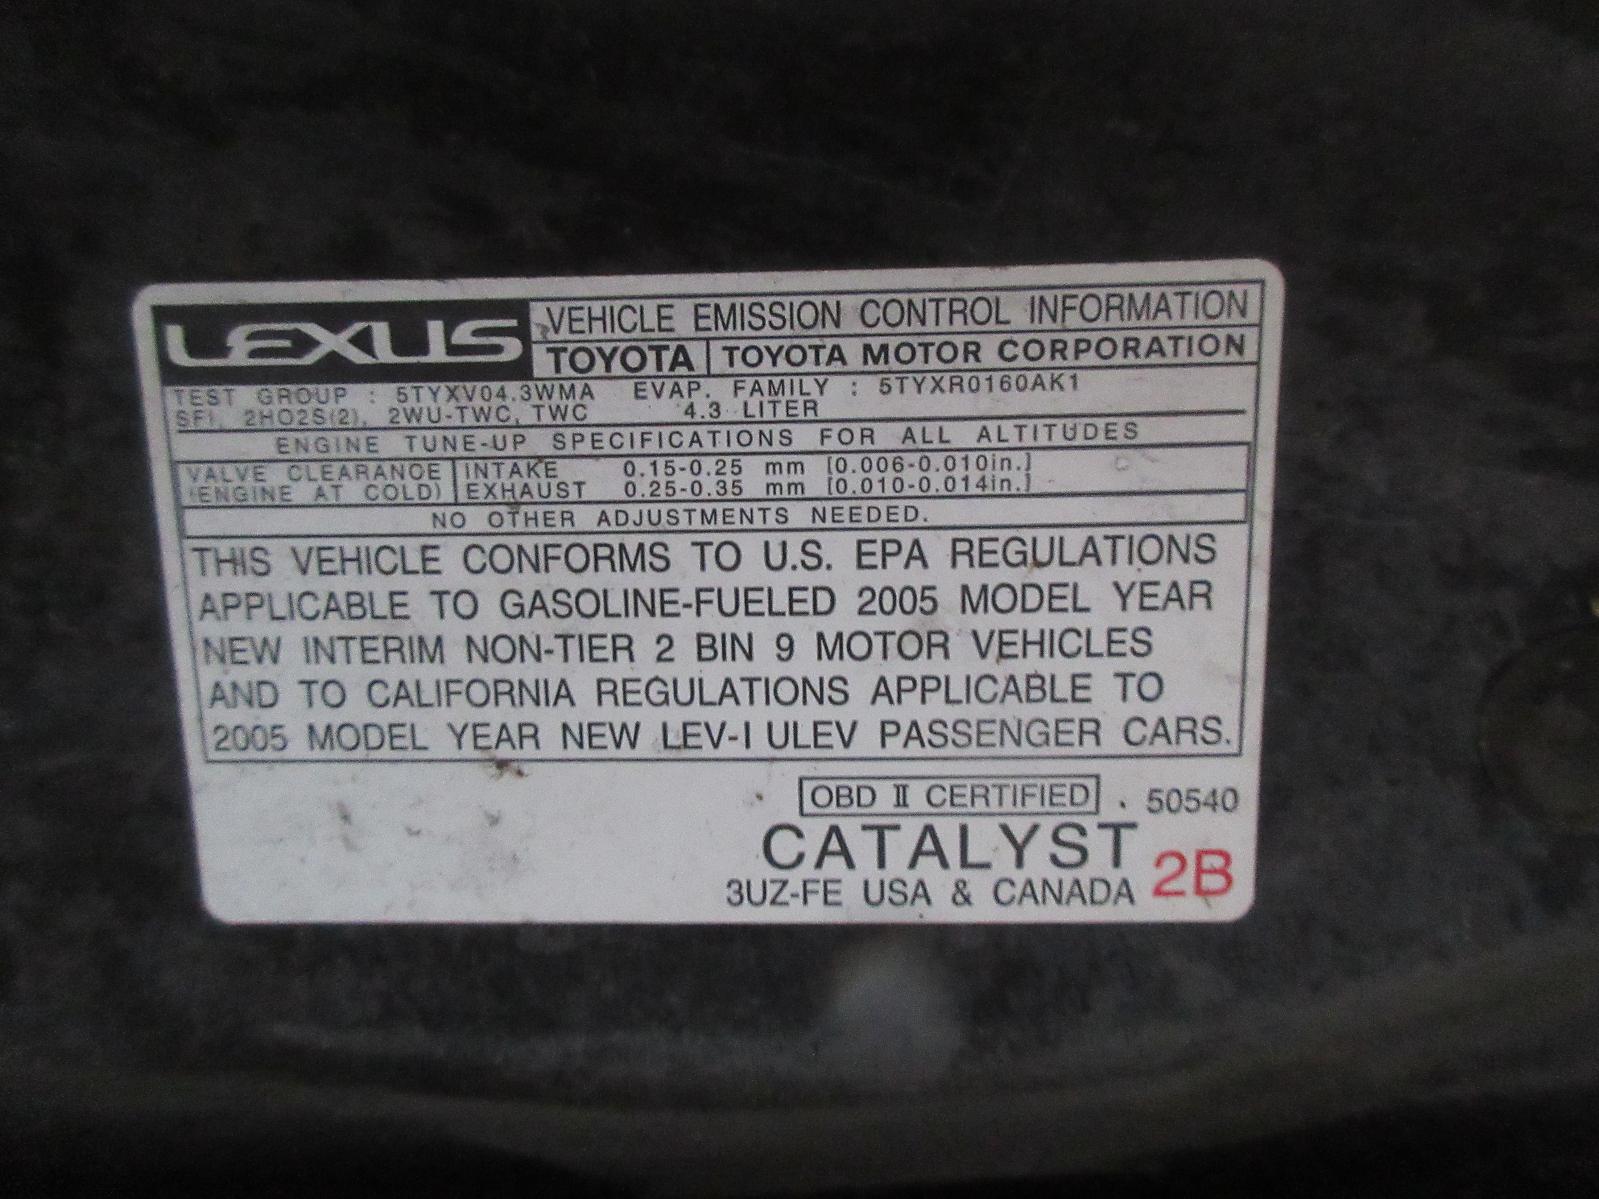 LEXUS
VEHICLE EMISSION CONTROL INFORMATION
TOYOTA TOYOTA MOTOR CORPORATION
TEST GROUP : 5TYXV04.3WMA EVAP. FAMILY : 5TYXR0160AK1
SFI, 2HO2S(2), 2WU-TWC, TWC 4.3 LITER
ENGINE TUNE-UP SPECIFICATIONS FOR ALL ALTITUDES
VALVE CLEARANCE INTAKE 0.15-0.25 mm [0.006-0.010in.]
(ENGINE AT COLD) EXHAUST 0.25-0.35 mm [0.010-0.014in.]
NO OTHER ADJUSTMENTS NEEDED.
THIS VEHICLE CONFORMS TO U.S. EPA REGULATIONS
APPLICABLE TO GASOLINE-FUELED 2005 MODEL YEAR
NEW INTERIM NON-TIER 2 BIN 9 MOTOR VEHICLES
AND TO CALIFORNIA REGULATIONS APPLICABLE TO
2005 MODEL YEAR NEW LEV-I ULEV PASSENGER CARS.
OBD II CERTIFIED . 50540
CATALYST
3UZ-FE USA & CANADA 2B